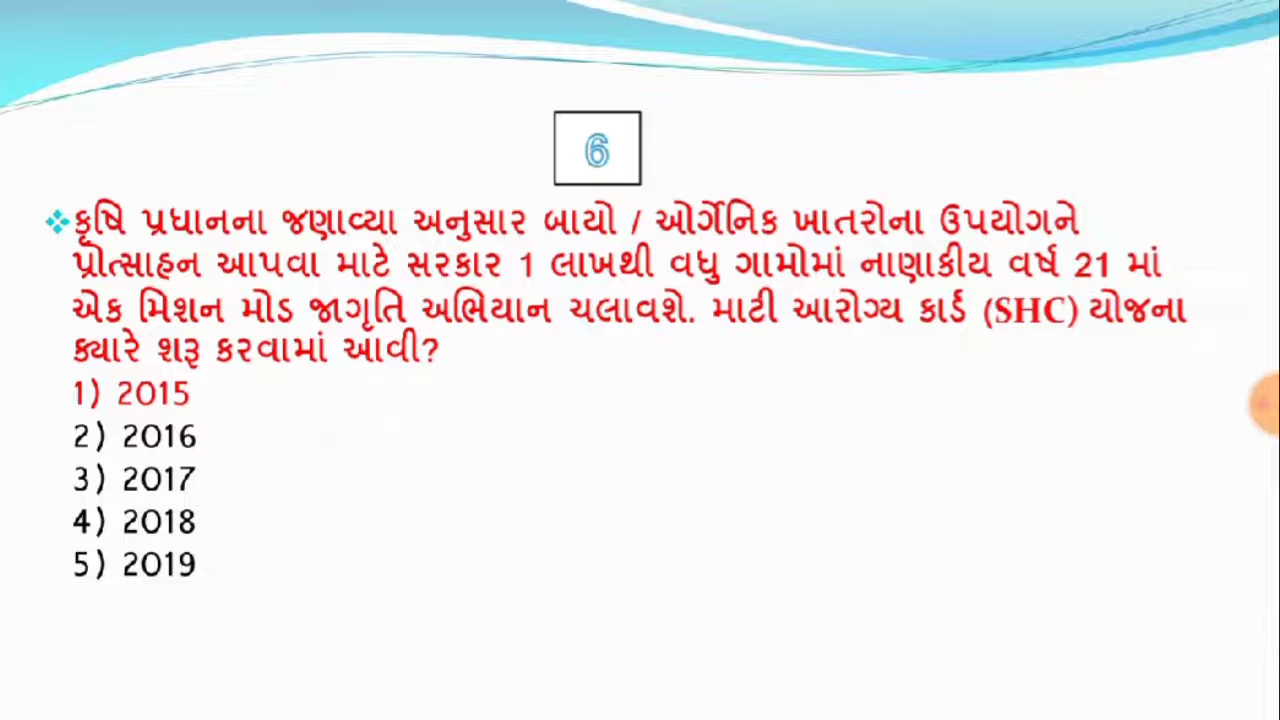 6
કૃષિ પ્રધાનના જણાવ્યા અનુસાર બાયો / ઓર્ગેનિક ખાતરોના ઉપયોગને
પ્રોત્સાહન આપવા માટે સરકાર 1 લાખથી વધુ ગામોમાં નાણાકીય વર્ષ 21 માં
એક મિશન મોડ જાગૃતિ અભિયાન ચલાવશે. માટી આરોગ્ય કાર્ડ (SHC) યોજના
ક્યારે શરૂ કરવામાં આવી?
1) 2015
2) 2016
3) 2017
4) 2018
5) 2019